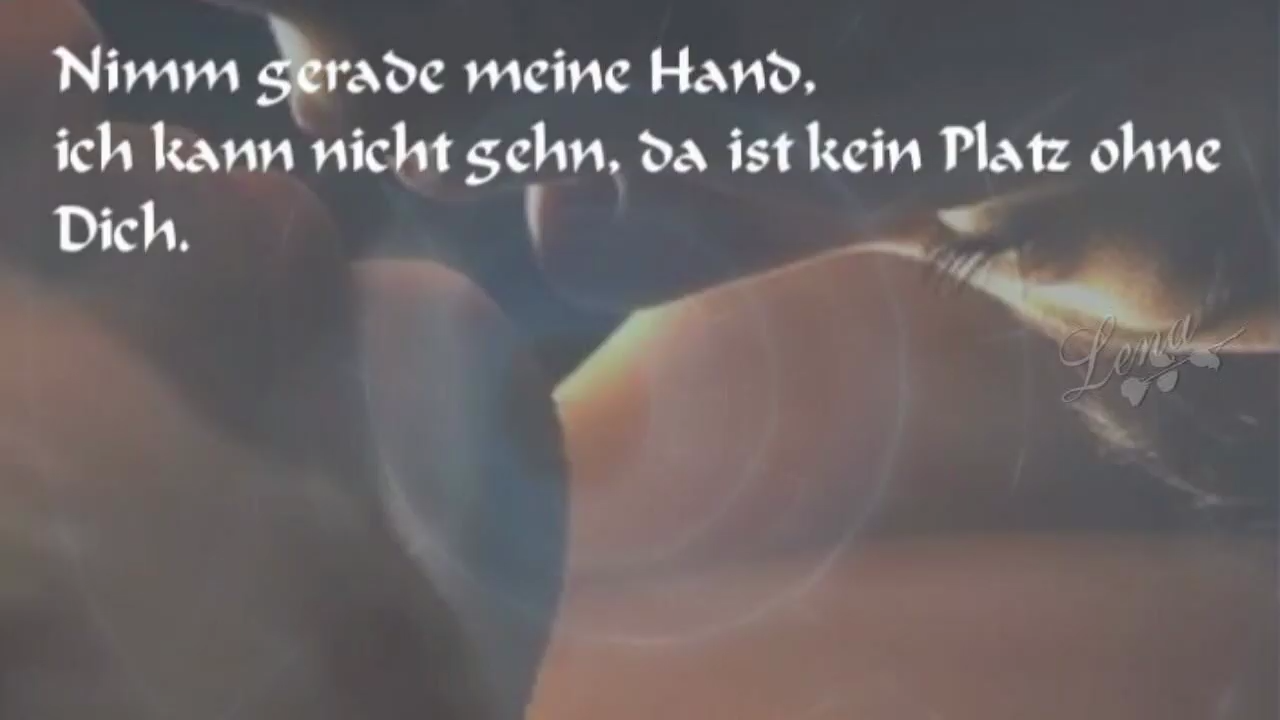 Nimm gerade meine Hand,
ich kann nicht gehn, da ist kein Platz ohne
Dich.
Lena